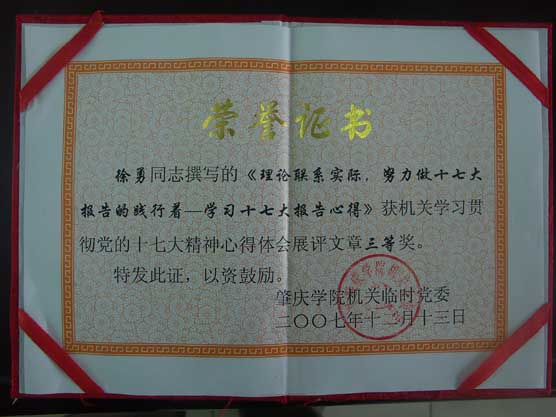 荣誉证书
徐勇同志撰写的《理论联系实际，努力做十七大
报告的践行者—学习十七大报告心得》获机关学习贯
彻党的十七大精神心得体会展评文章三等奖。
特发此证，以资鼓励。
肇庆学院机关临时党委
二〇〇七年十二月十三日